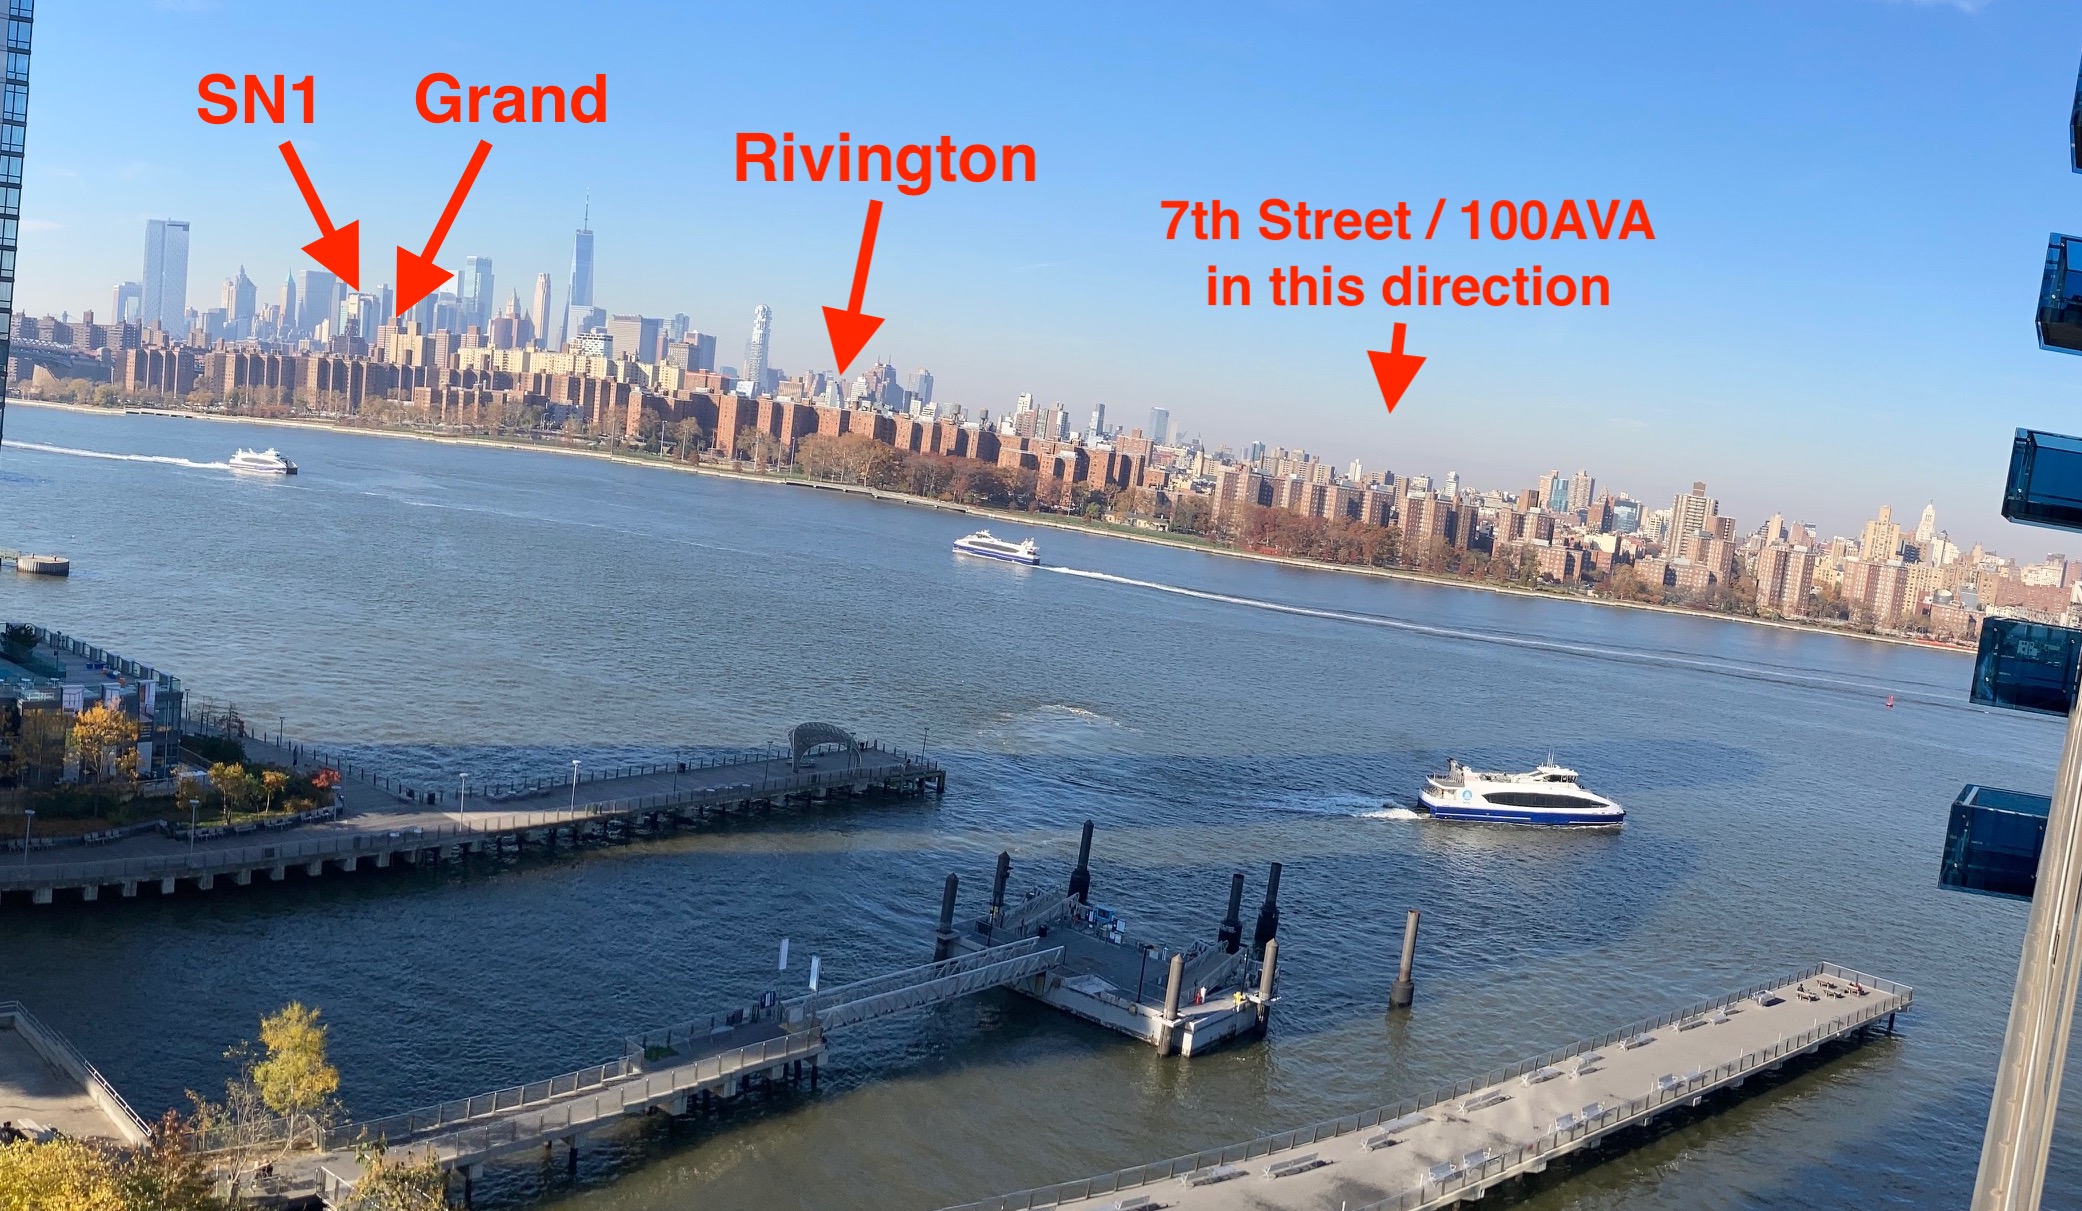 SN1
Grand
Rivington
7th Street / 100AVA
in this direction